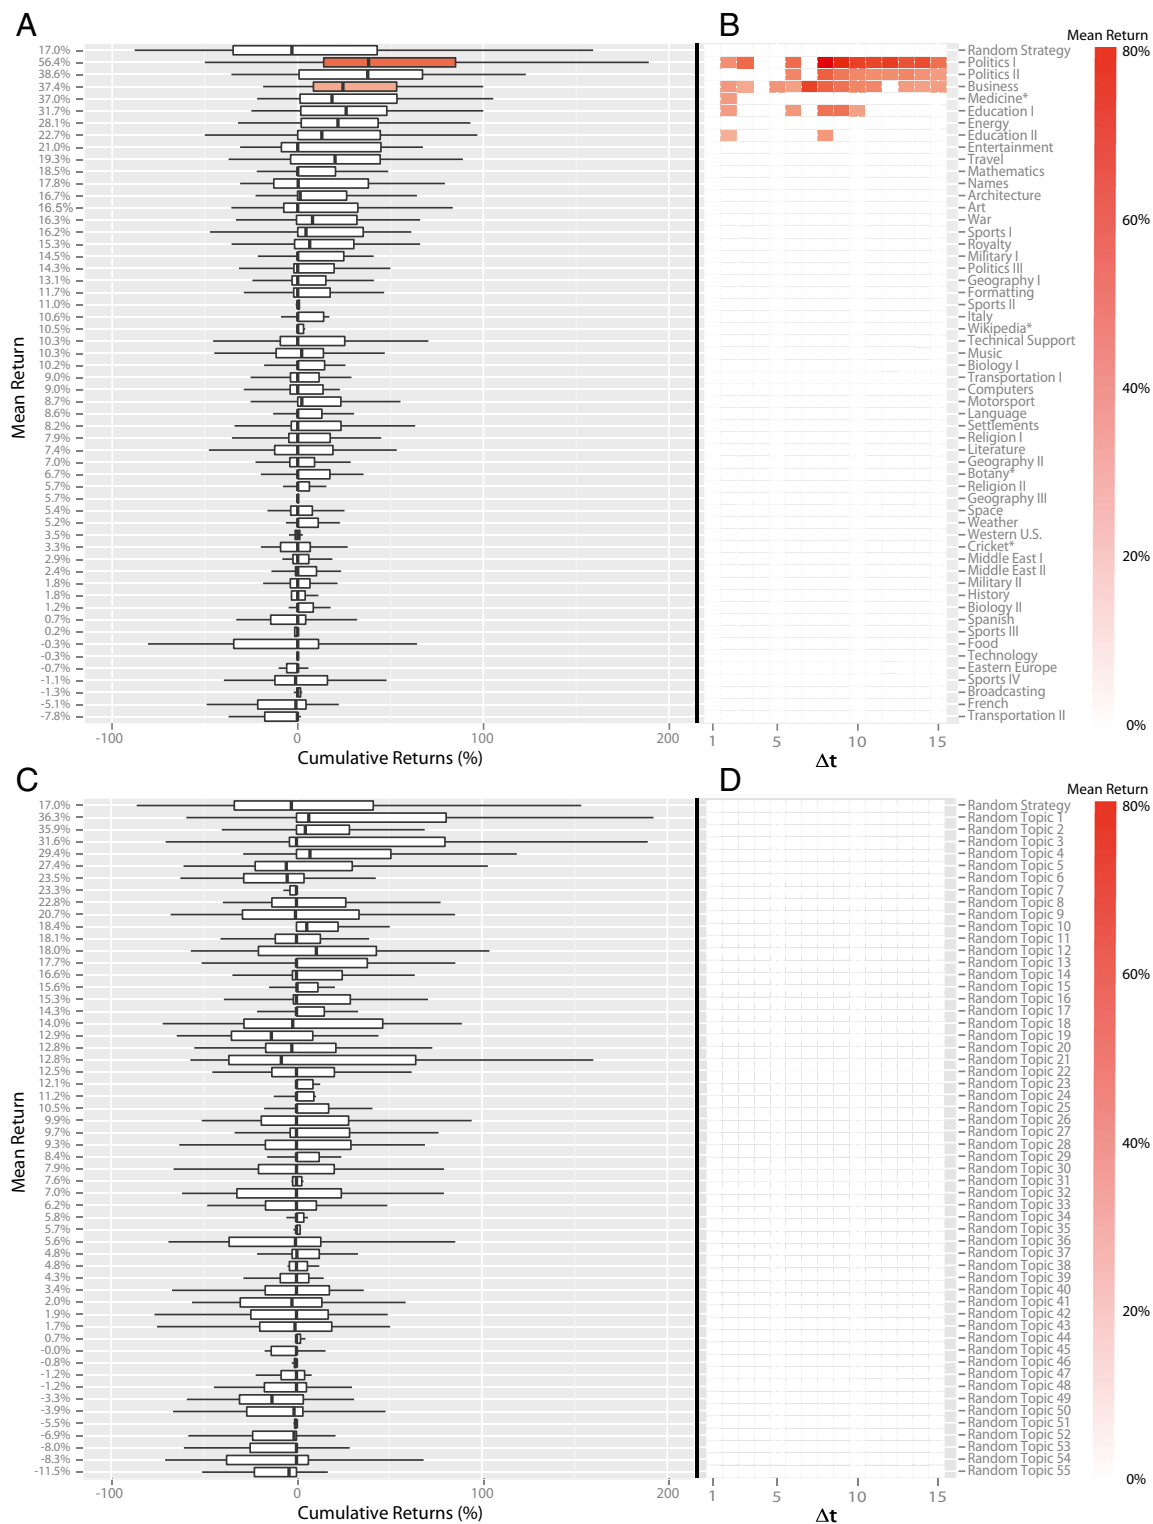 A
B
Mean Return
17.0% Random Strategy 80%
56.4% Politics I
38.6% Politics II
37.4% Business
37.0% Medicine*
31.7% Education I
28.1% Energy
22.7% Education II
21.0% Entertainment
19.3% Travel
18.5% Mathematics
17.8% Names
16.7% Architecture
16.5% Art
16.3% War 60%
16.2% Sports I
15.3% Royalty
14.5% Military I
14.3% Politics III
13.1% Geography I
11.7% Formatting
11.0% Sports II
10.6% Italy
10.5% Wikipedia*
10.3% Technical Support
10.3% Music
10.2% Biology I
9.0% Transportation I
9.0% Computers 40%
8.7% Motorsport
8.6% Language
8.2% Settlements
7.9% Religion I
7.4% Literature
7.0% Geography II
6.7% Botany*
5.7% Religion II
5.7% Geography III
5.4% Space
5.2% Weather
3.5% Western U.S.
3.3% Cricket*
2.9% Middle East I 20%
2.4% Middle East II
1.8% Military II
1.8% History
1.2% Biology II
0.7% Spanish
0.2% Sports III
-0.3% Food
-0.3% Technology
-0.7% Eastern Europe
-1.1% Sports IV
-1.3% Broadcasting
-5.1% French
-7.8% Transportation II 0%
Mean Return
-100 0 100 200 1 5 10 15
Cumulative Returns (%) Δt
C
D
Mean Return
17.0% Random Strategy 80%
36.3% Random Topic 1
35.9% Random Topic 2
31.6% Random Topic 3
29.4% Random Topic 4
27.4% Random Topic 5
23.5% Random Topic 6
23.3% Random Topic 7
22.8% Random Topic 8
20.7% Random Topic 9
18.4% Random Topic 10
18.1% Random Topic 11
18.0% Random Topic 12
17.7% Random Topic 13
16.6% Random Topic 14 60%
15.6% Random Topic 15
15.3% Random Topic 16
14.3% Random Topic 17
14.0% Random Topic 18
12.9% Random Topic 19
12.8% Random Topic 20
12.8% Random Topic 21
12.5% Random Topic 22
12.1% Random Topic 23
11.2% Random Topic 24
10.5% Random Topic 25
9.9% Random Topic 26
9.7% Random Topic 27
9.3% Random Topic 28 40%
8.4% Random Topic 29
7.9% Random Topic 30
7.6% Random Topic 31
7.0% Random Topic 32
6.2% Random Topic 33
5.8% Random Topic 34
5.7% Random Topic 35
5.6% Random Topic 36
4.8% Random Topic 37
4.8% Random Topic 38
4.3% Random Topic 39
3.4% Random Topic 40
2.0% Random Topic 41
1.9% Random Topic 42 20%
1.7% Random Topic 43
0.7% Random Topic 44
-0.0% Random Topic 45
-0.8% Random Topic 46
-1.2% Random Topic 47
-1.2% Random Topic 48
-3.3% Random Topic 49
-3.9% Random Topic 50
-5.5% Random Topic 51
-6.9% Random Topic 52
-8.0% Random Topic 53
-8.3% Random Topic 54
-11.5% Random Topic 55 0%
Mean Return
-100 0 100 200 1 5 10 15
Cumulative Returns (%) Δt